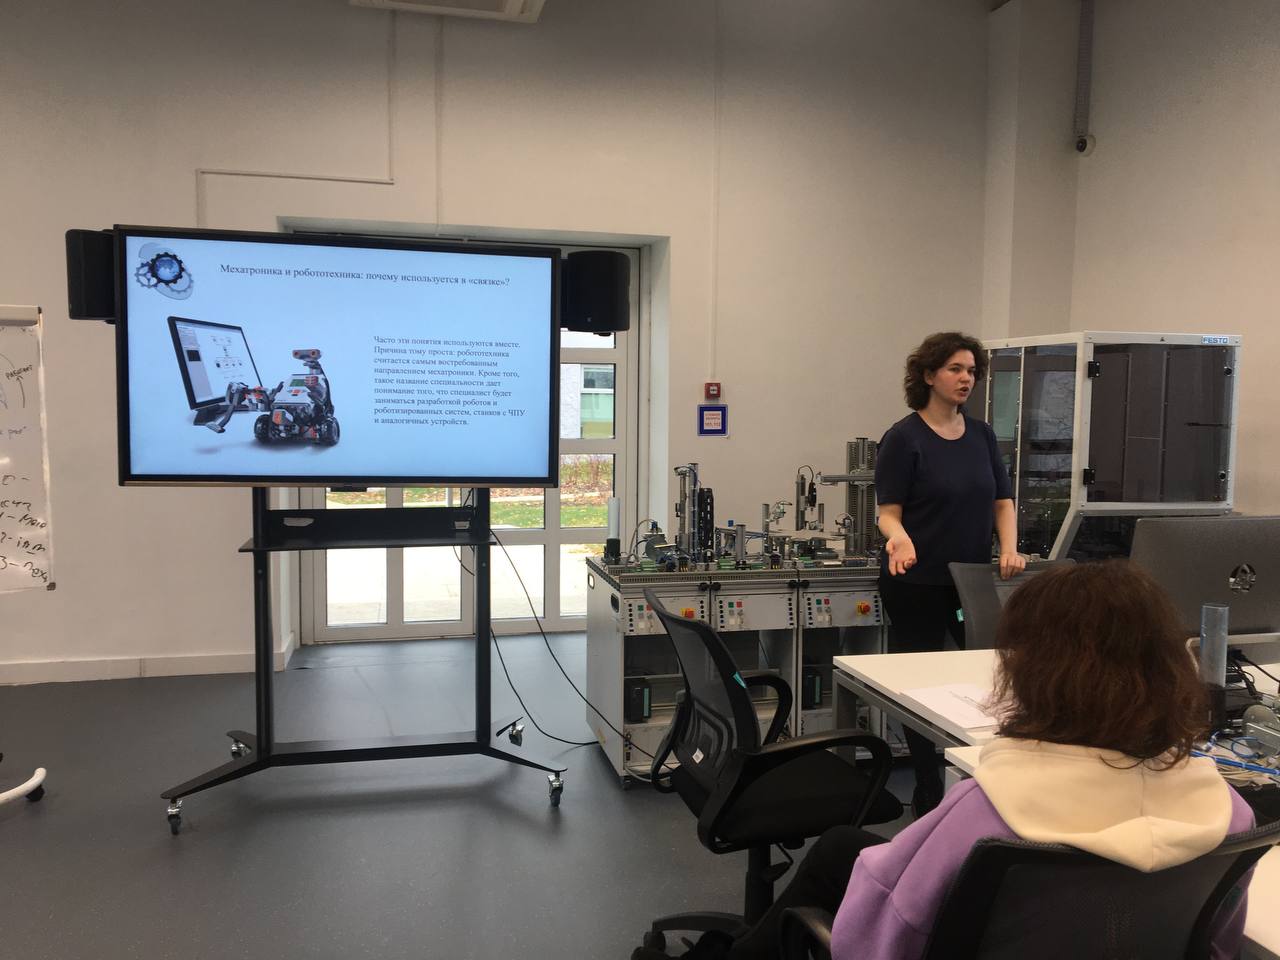 Мехатроника и робототехника: почему используется в «связке»?
Часто эти понятия используются вместе.
Причина тому проста: робототехника
считается самым востребованным
направлением мехатроники. Кроме того,
такое название специальности дает
понимание того, что специалист будет
заниматься разработкой роботов и
роботизированных систем, станков с ЧПУ
и аналогичных устройств.
FESTO